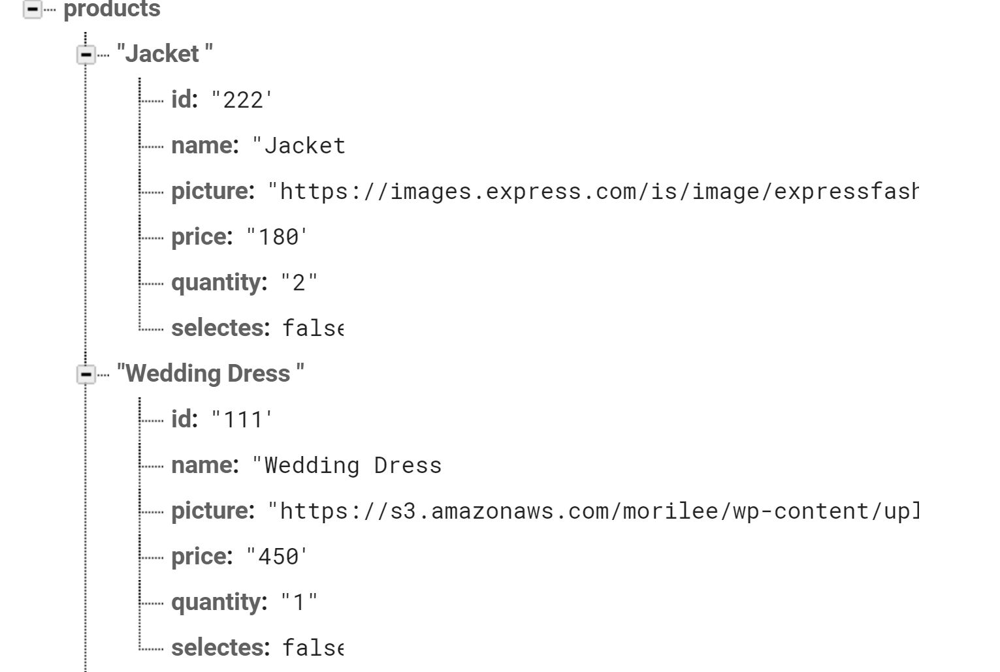 products
"Jacket "
id: "222'
name: "Jacket
picture: "https://images.express.com/is/image/expressfash
price: "180'
quantity: "2"
selectes: false
"Wedding Dress "
id: "111'
name: "Wedding Dress
picture: "https://s3.amazonaws.com/morilee/wp-content/upl
price: "450'
quantity: "1"
selectes: false